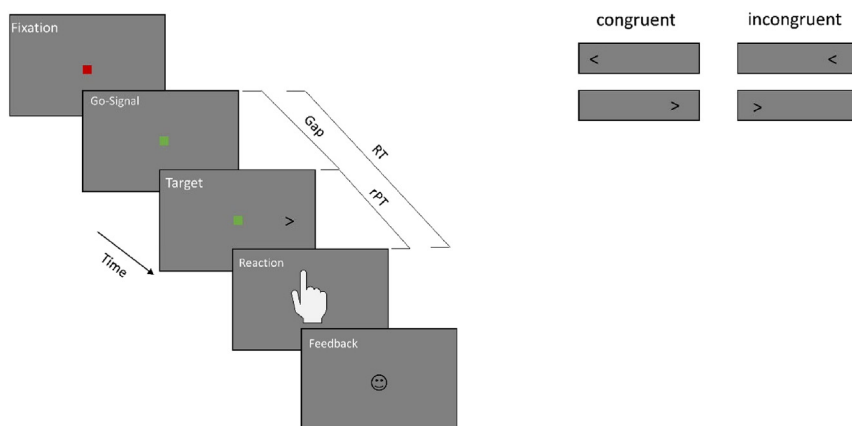 Fixation
Go-Signal
Gap
RT
Target
>
rPT
Time
Reaction
Feedback
congruent
incongruent
<
<
>
>